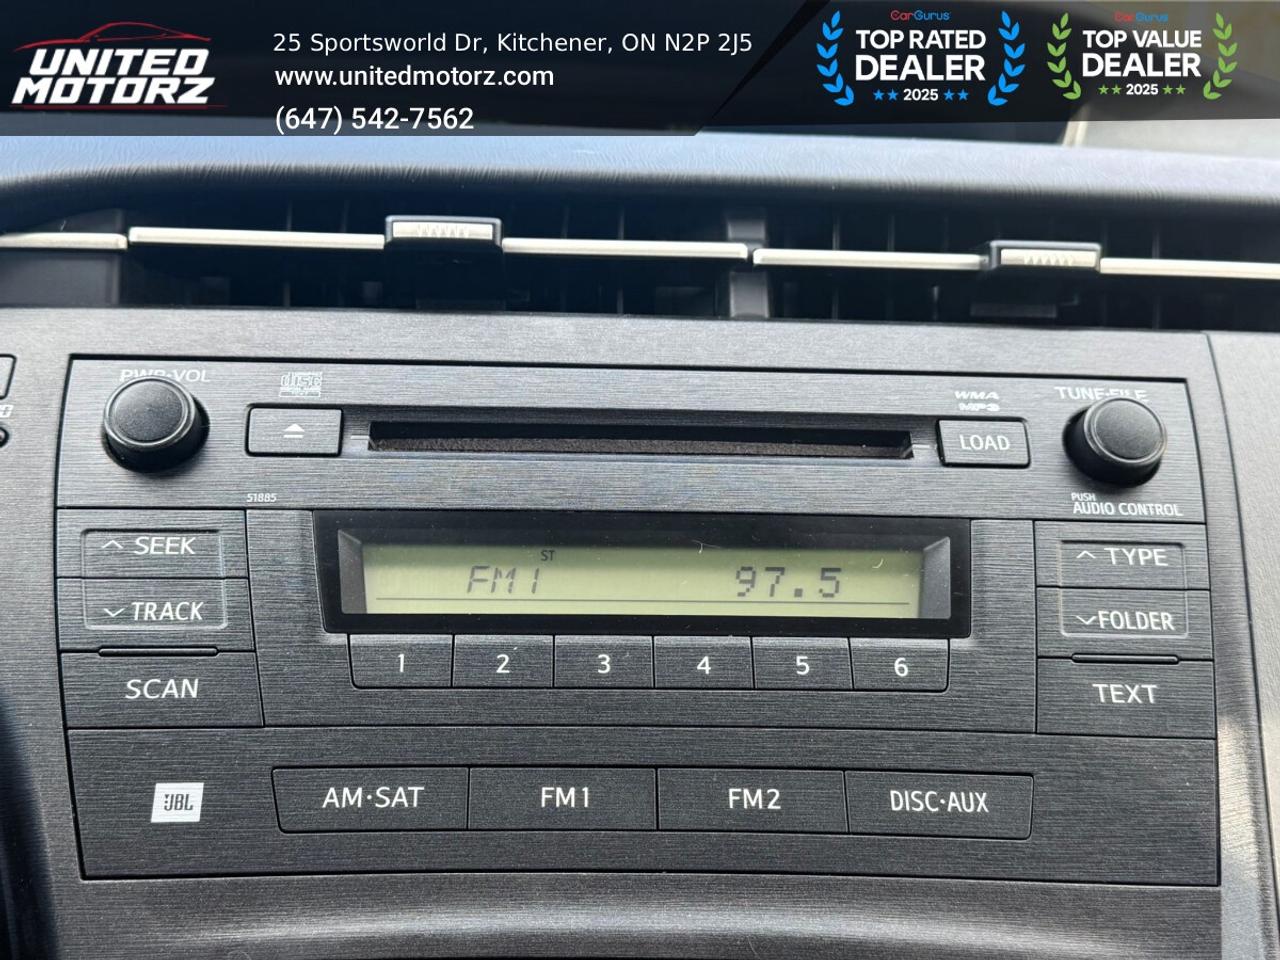 UNITED MOTORZ
25 Sportsworld Dr, Kitchener, ON N2P 2J5
www.unitedmotorz.com
(647) 542-7562
CarGurus
TOP RATED
DEALER
2025
CarGurus
TOP VALUE
DEALER
2025
PWR·VOL
disc
WMA
MP3
TUNE·FILE
LOAD
51885
PUSH
AUDIO CONTROL
SEEK
TRACK
SCAN
ST
FM1 97.5
TYPE
FOLDER
TEXT
1 2 3 4 5 6
JBL
AM·SAT FM1 FM2 DISC·AUX